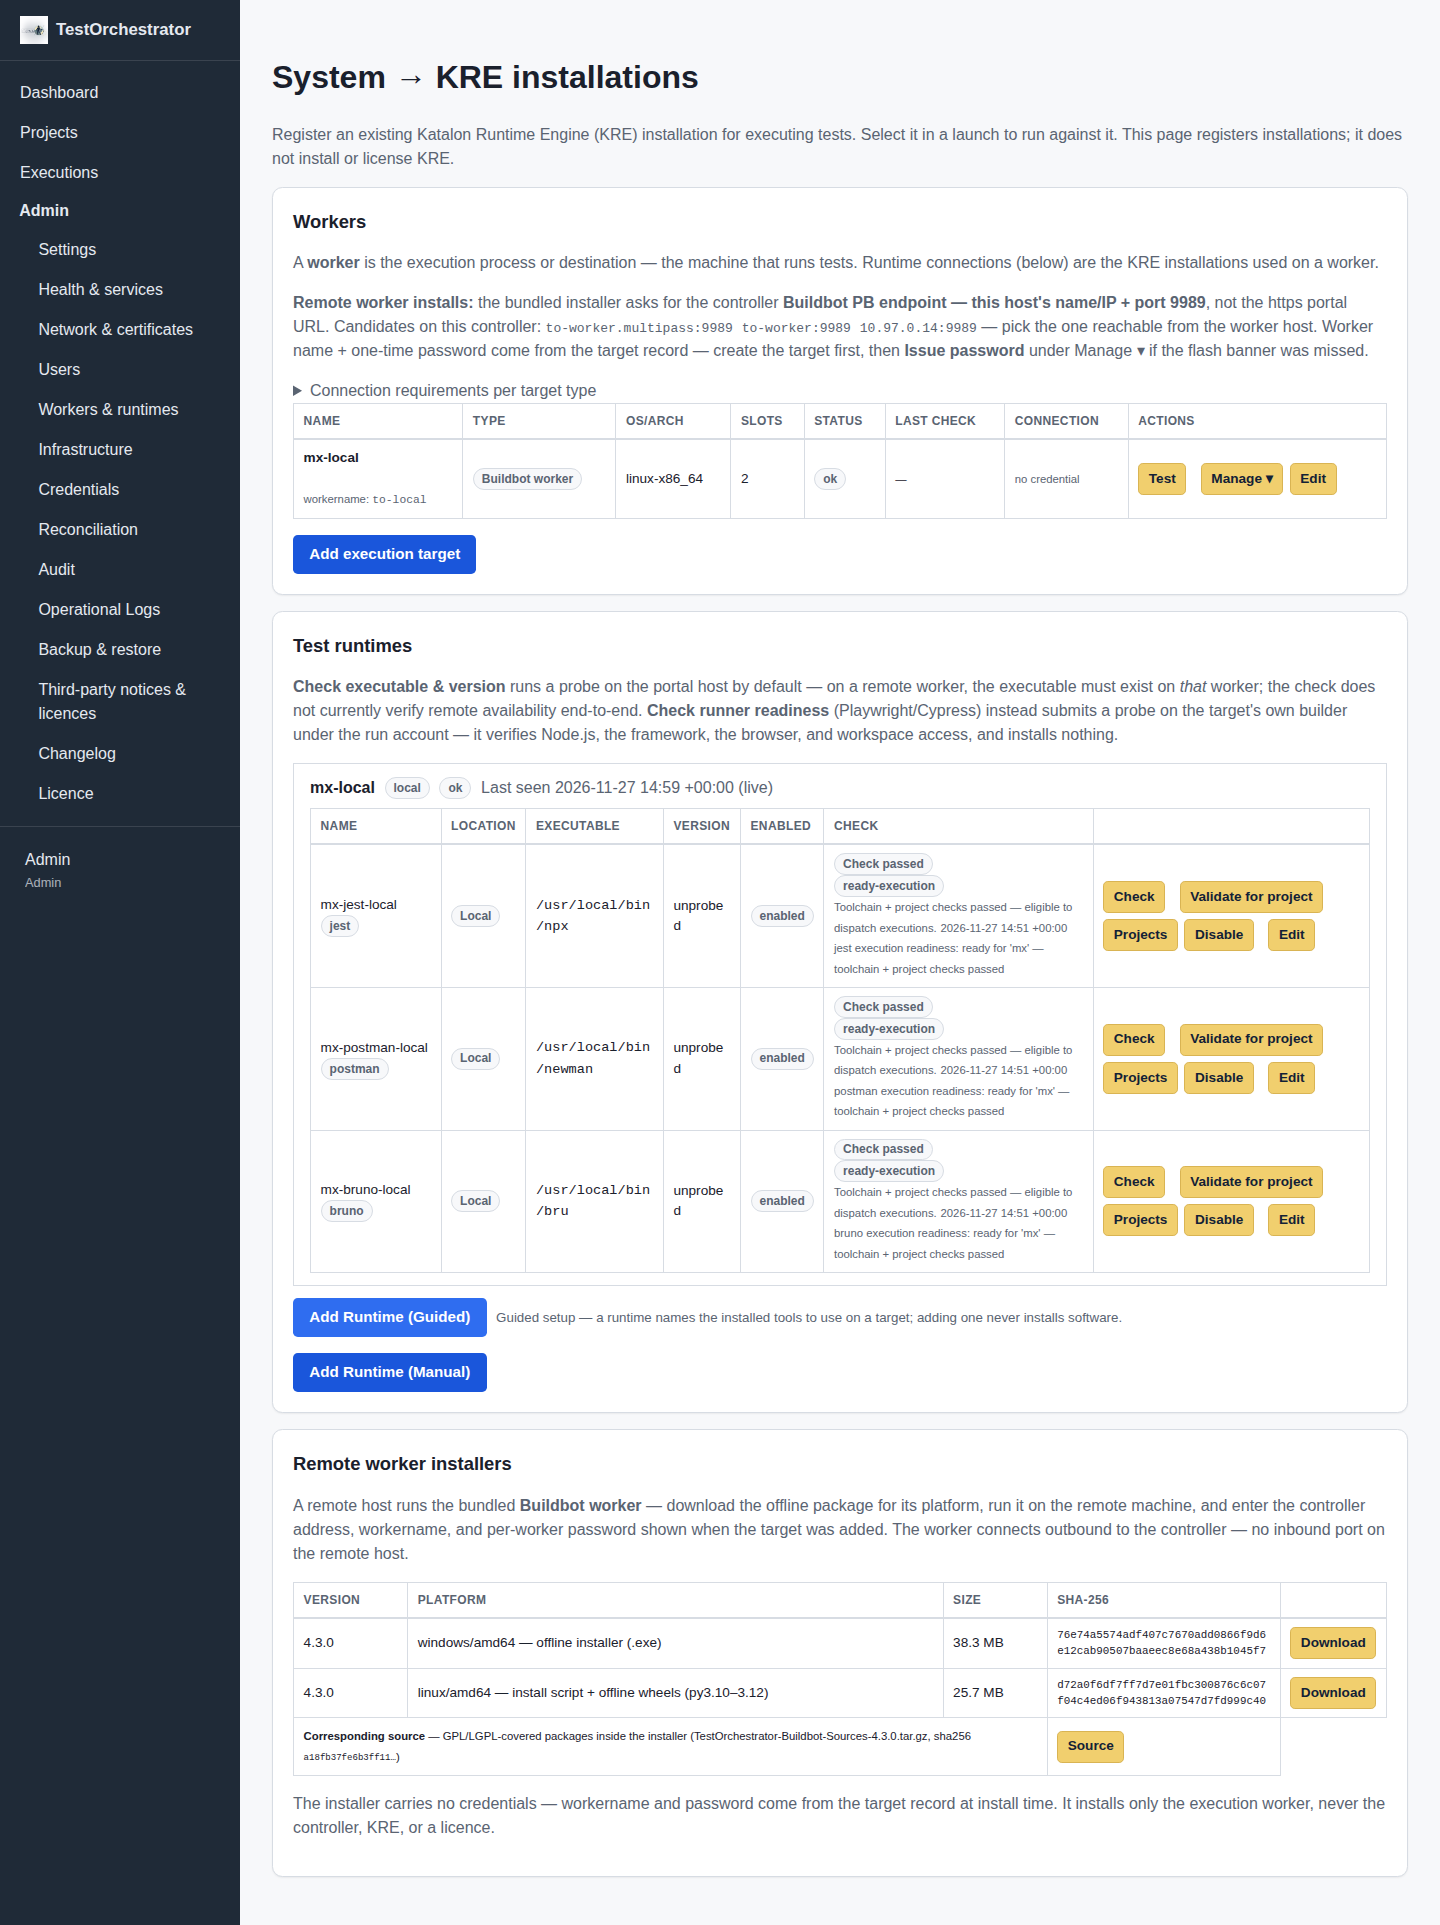 TestOrchestrator
Dashboard
Projects
Executions
Admin
Settings
Health & services
Network & certificates
Users
Workers & runtimes
Infrastructure
Credentials
Reconciliation
Audit
Operational Logs
Backup & restore
Third-party notices &
licences
Changelog
Licence
Admin
Admin
System → KRE installations
Register an existing Katalon Runtime Engine (KRE) installation for executing tests. Select it in a launch to run against it. This page registers installations; it does
not install or license KRE.
Workers
A worker is the execution process or destination — the machine that runs tests. Runtime connections (below) are the KRE installations used on a worker.
Remote worker installs: the bundled installer asks for the controller Buildbot PB endpoint — this host's name/IP + port 9989, not the https portal
URL. Candidates on this controller: to-worker.multipass:9989 to-worker:9989 10.97.0.14:9989 — pick the one reachable from the worker host. Worker
name + one-time password come from the target record — create the target first, then Issue password under Manage ▾ if the flash banner was missed.
▶ Connection requirements per target type
NAME TYPE OS/ARCH SLOTS STATUS LAST CHECK CONNECTION ACTIONS
mx-local
workername: to-local
Buildbot worker linux-x86_64 2 ok — no credential Test Manage ▾ Edit
Add execution target
Test runtimes
Check executable & version runs a probe on the portal host by default — on a remote worker, the executable must exist on that worker; the check does
not currently verify remote availability end-to-end. Check runner readiness (Playwright/Cypress) instead submits a probe on the target's own builder
under the run account — it verifies Node.js, the framework, the browser, and workspace access, and installs nothing.
mx-local local ok Last seen 2026-11-27 14:59 +00:00 (live)
NAME LOCATION EXECUTABLE VERSION ENABLED CHECK
mx-jest-local
jest
Local
/usr/local/bin
/npx
unprobe
d
enabled
Check passed
ready-execution
Toolchain + project checks passed — eligible to
dispatch executions. 2026-11-27 14:51 +00:00
jest execution readiness: ready for 'mx' —
toolchain + project checks passed
Check Validate for project
Projects Disable Edit
mx-postman-local
postman
Local
/usr/local/bin
/newman
unprobe
d
enabled
Check passed
ready-execution
Toolchain + project checks passed — eligible to
dispatch executions. 2026-11-27 14:51 +00:00
postman execution readiness: ready for 'mx' —
toolchain + project checks passed
Check Validate for project
Projects Disable Edit
mx-bruno-local
bruno
Local
/usr/local/bin
/bru
unprobe
d
enabled
Check passed
ready-execution
Toolchain + project checks passed — eligible to
dispatch executions. 2026-11-27 14:51 +00:00
bruno execution readiness: ready for 'mx' —
toolchain + project checks passed
Check Validate for project
Projects Disable Edit
Add Runtime (Guided) Guided setup — a runtime names the installed tools to use on a target; adding one never installs software.
Add Runtime (Manual)
Remote worker installers
A remote host runs the bundled Buildbot worker — download the offline package for its platform, run it on the remote machine, and enter the controller
address, workername, and per-worker password shown when the target was added. The worker connects outbound to the controller — no inbound port on
the remote host.
VERSION PLATFORM SIZE SHA-256
4.3.0 windows/amd64 — offline installer (.exe) 38.3 MB
76e74a5574adf407c7670add0866f9d6
e12cab90507baaeec8e68a438b1045f7
Download
4.3.0 linux/amd64 — install script + offline wheels (py3.10–3.12) 25.7 MB
d72a0f6df7ff7d7e01fbc300876c6c07
f04c4ed06f943813a07547d7fd999c40
Download
Corresponding source — GPL/LGPL-covered packages inside the installer (TestOrchestrator-Buildbot-Sources-4.3.0.tar.gz, sha256
a18fb37fe6b3ff11…)
Source
The installer carries no credentials — workername and password come from the target record at install time. It installs only the execution worker, never the
controller, KRE, or a licence.